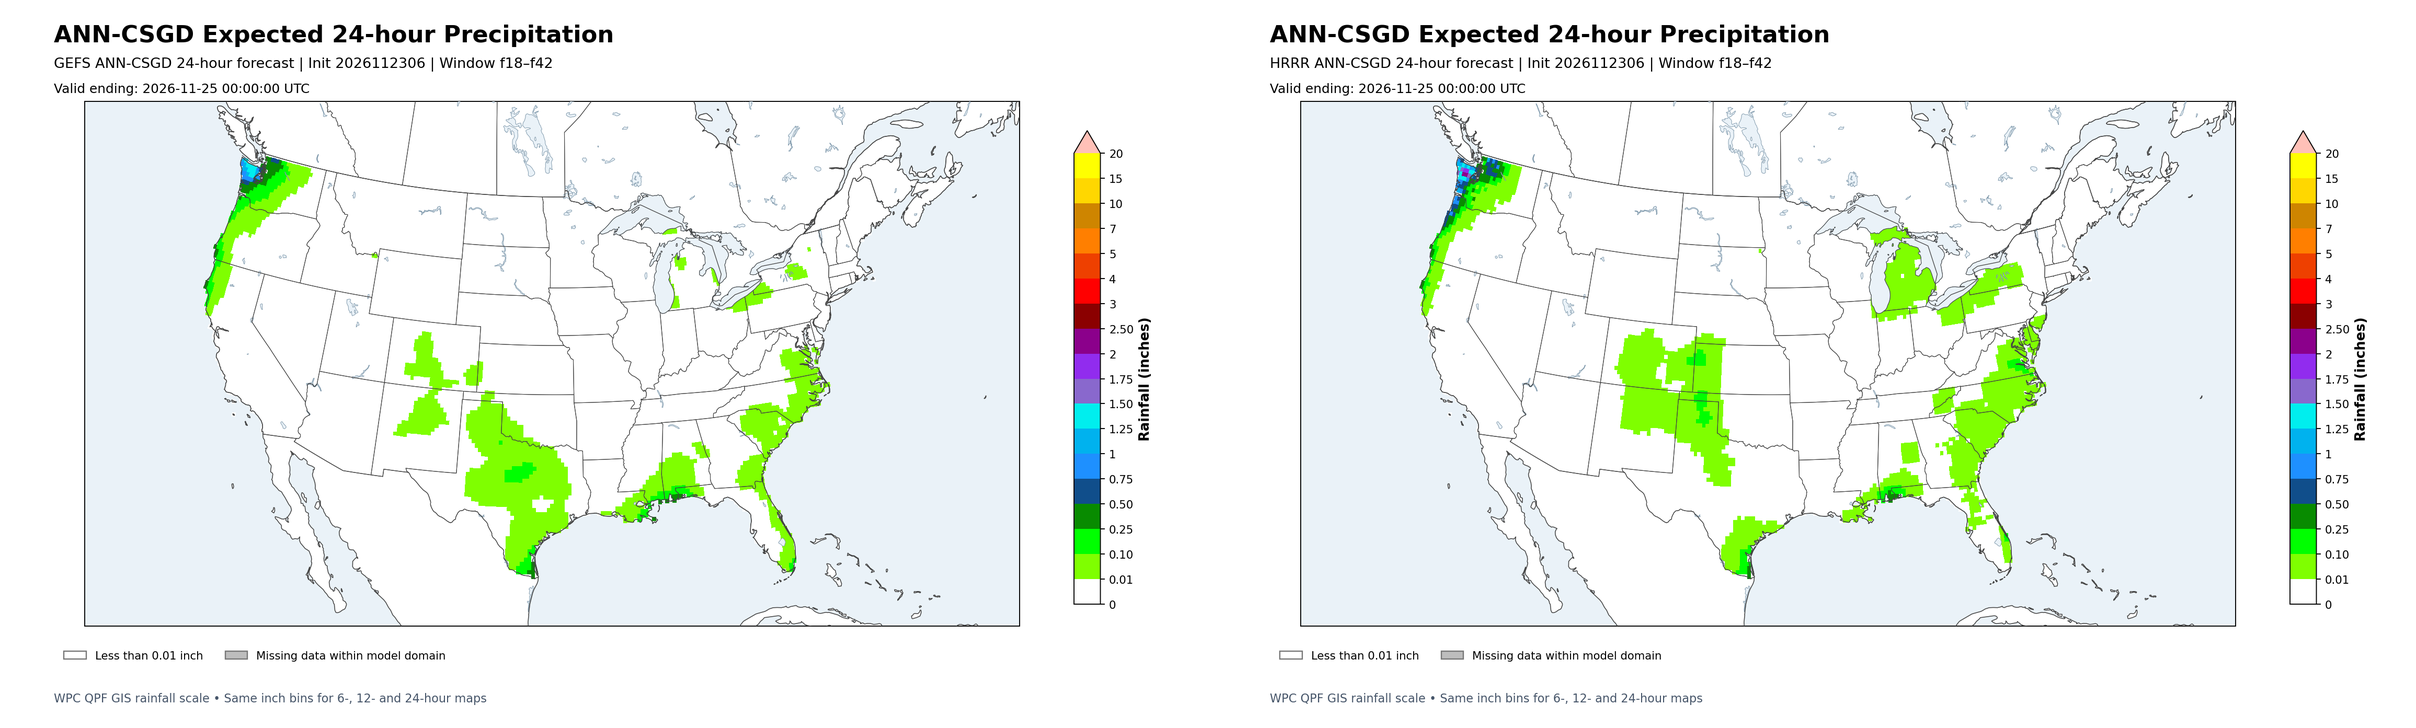 ANN-CSGD Expected 24-hour Precipitation
GEFS ANN-CSGD 24-hour forecast | Init 2026112306 | Window f18–f42
Valid ending: 2026-11-25 00:00:00 UTC
20
15
10
7
5
4
3
2.50
2
1.75
1.50
1.25
1
0.75
0.50
0.25
0.10
0.01
0
Rainfall (inches)
Less than 0.01 inch
Missing data within model domain
WPC QPF GIS rainfall scale • Same inch bins for 6-, 12- and 24-hour maps
ANN-CSGD Expected 24-hour Precipitation
HRRR ANN-CSGD 24-hour forecast | Init 2026112306 | Window f18–f42
Valid ending: 2026-11-25 00:00:00 UTC
20
15
10
7
5
4
3
2.50
2
1.75
1.50
1.25
1
0.75
0.50
0.25
0.10
0.01
0
Rainfall (inches)
Less than 0.01 inch
Missing data within model domain
WPC QPF GIS rainfall scale • Same inch bins for 6-, 12- and 24-hour maps